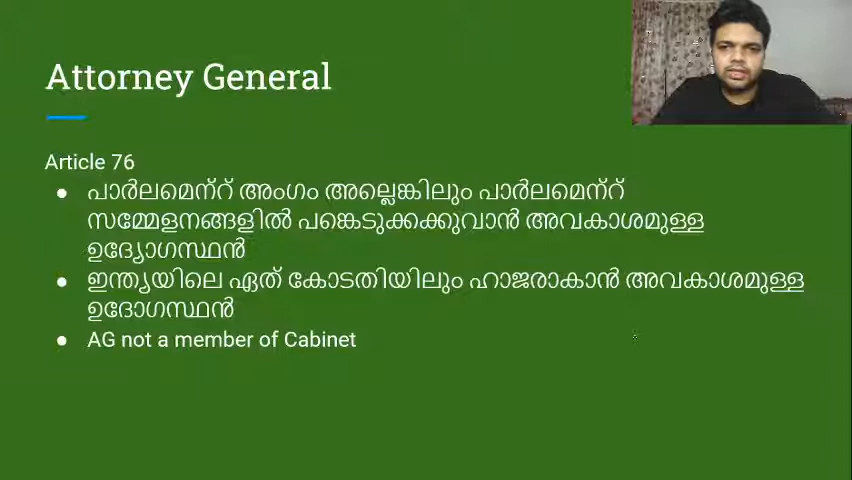 Attorney General
Article 76
● പാർലമെന്റ് അംഗം അല്ലെങ്കിലും പാർലമെന്റ്
സമ്മേളനങ്ങളിൽ പങ്കെടുക്കക്കുവാൻ അവകാശമുള്ള
ഉദ്യോഗസ്ഥൻ
● ഇന്ത്യയിലെ ഏത് കോടതിയിലും ഹാജരാകാൻ അവകാശമുള്ള
ഉദോഗസ്ഥൻ
● AG not a member of Cabinet